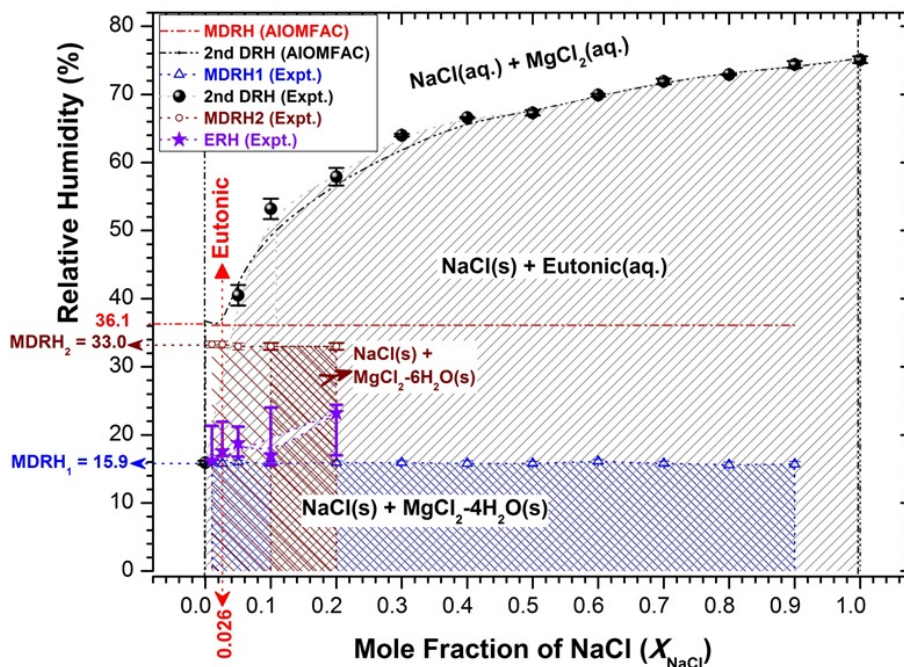 MDRH (AIOMFAC)
2nd DRH (AIOMFAC)
MDRH1 (Expt.)
2nd DRH (Expt.)
MDRH2 (Expt.)
ERH (Expt.)
NaCl(aq.) + MgCl₂(aq.)
Eutonic
NaCl(s) + Eutonic(aq.)
NaCl(s) +
MgCl₂-6H₂O(s)
NaCl(s) + MgCl₂-4H₂O(s)
Relative Humidity (%)
80
70
60
50
40
36.1
MDRH₂ = 33.0
30
20
MDRH₁ = 15.9
10
0
0.0 0.1 0.2 0.3 0.4 0.5 0.6 0.7 0.8 0.9 1.0
0.026
Mole Fraction of NaCl (X_NaCl)